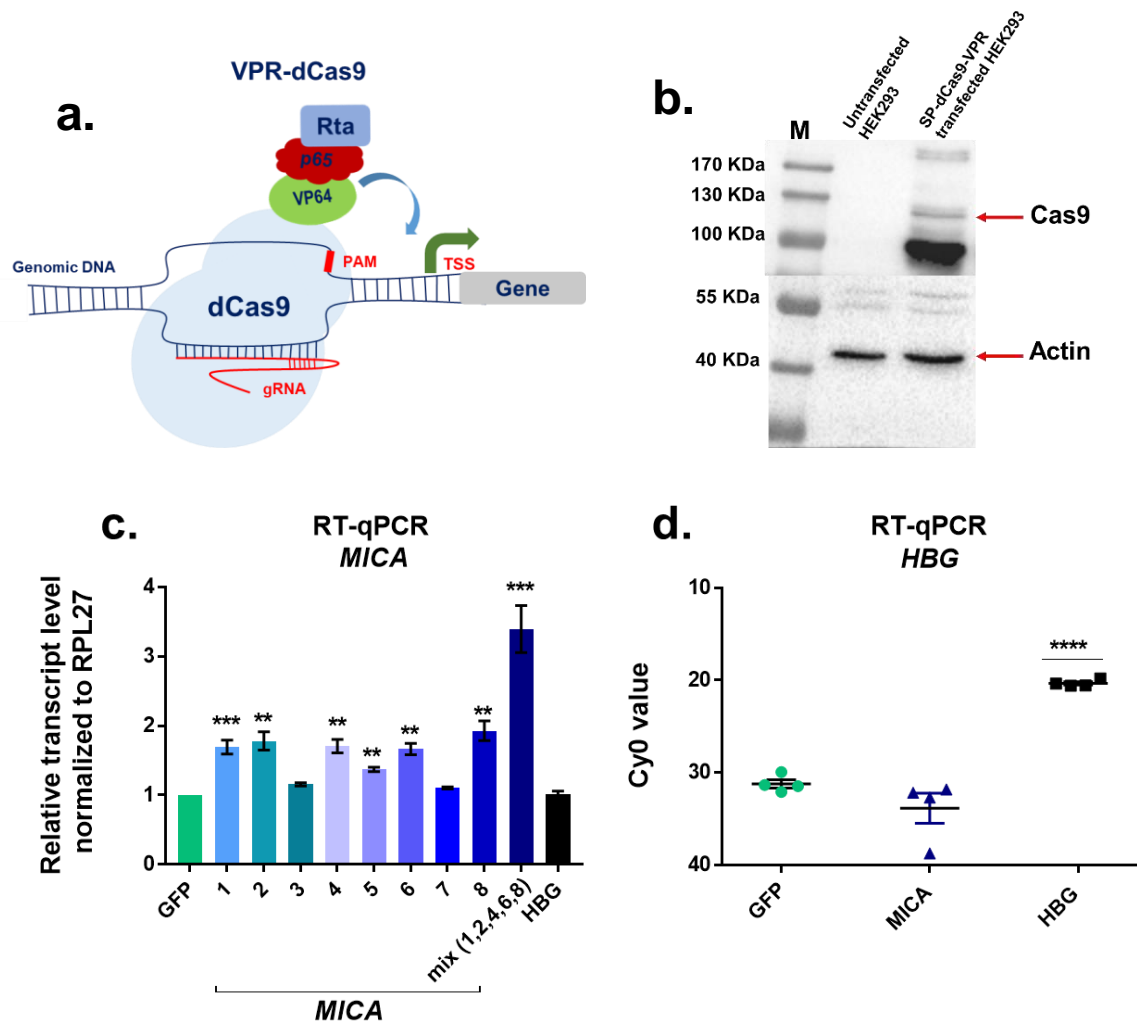 a.
VPR-dCas9
Rta
p65
VP64
Genomic DNA
PAM
TSS
Gene
dCas9
gRNA
b.
M
Untransfected
HEK293
SP-dCas9-VPR
transfected HEK293
170 KDa
130 KDa
100 KDa
55 KDa
40 KDa
Cas9
Actin
c.
RT-qPCR
MICA
Relative transcript level
normalized to RPL27
4
3
2
1
0
***
**
**
**
**
**
***
GFP
1
2
3
4
5
6
7
8
mix (1,2,4,6,8)
HBG
MICA
d.
RT-qPCR
HBG
Cy0 value
10
20
30
40
****
GFP
MICA
HBG